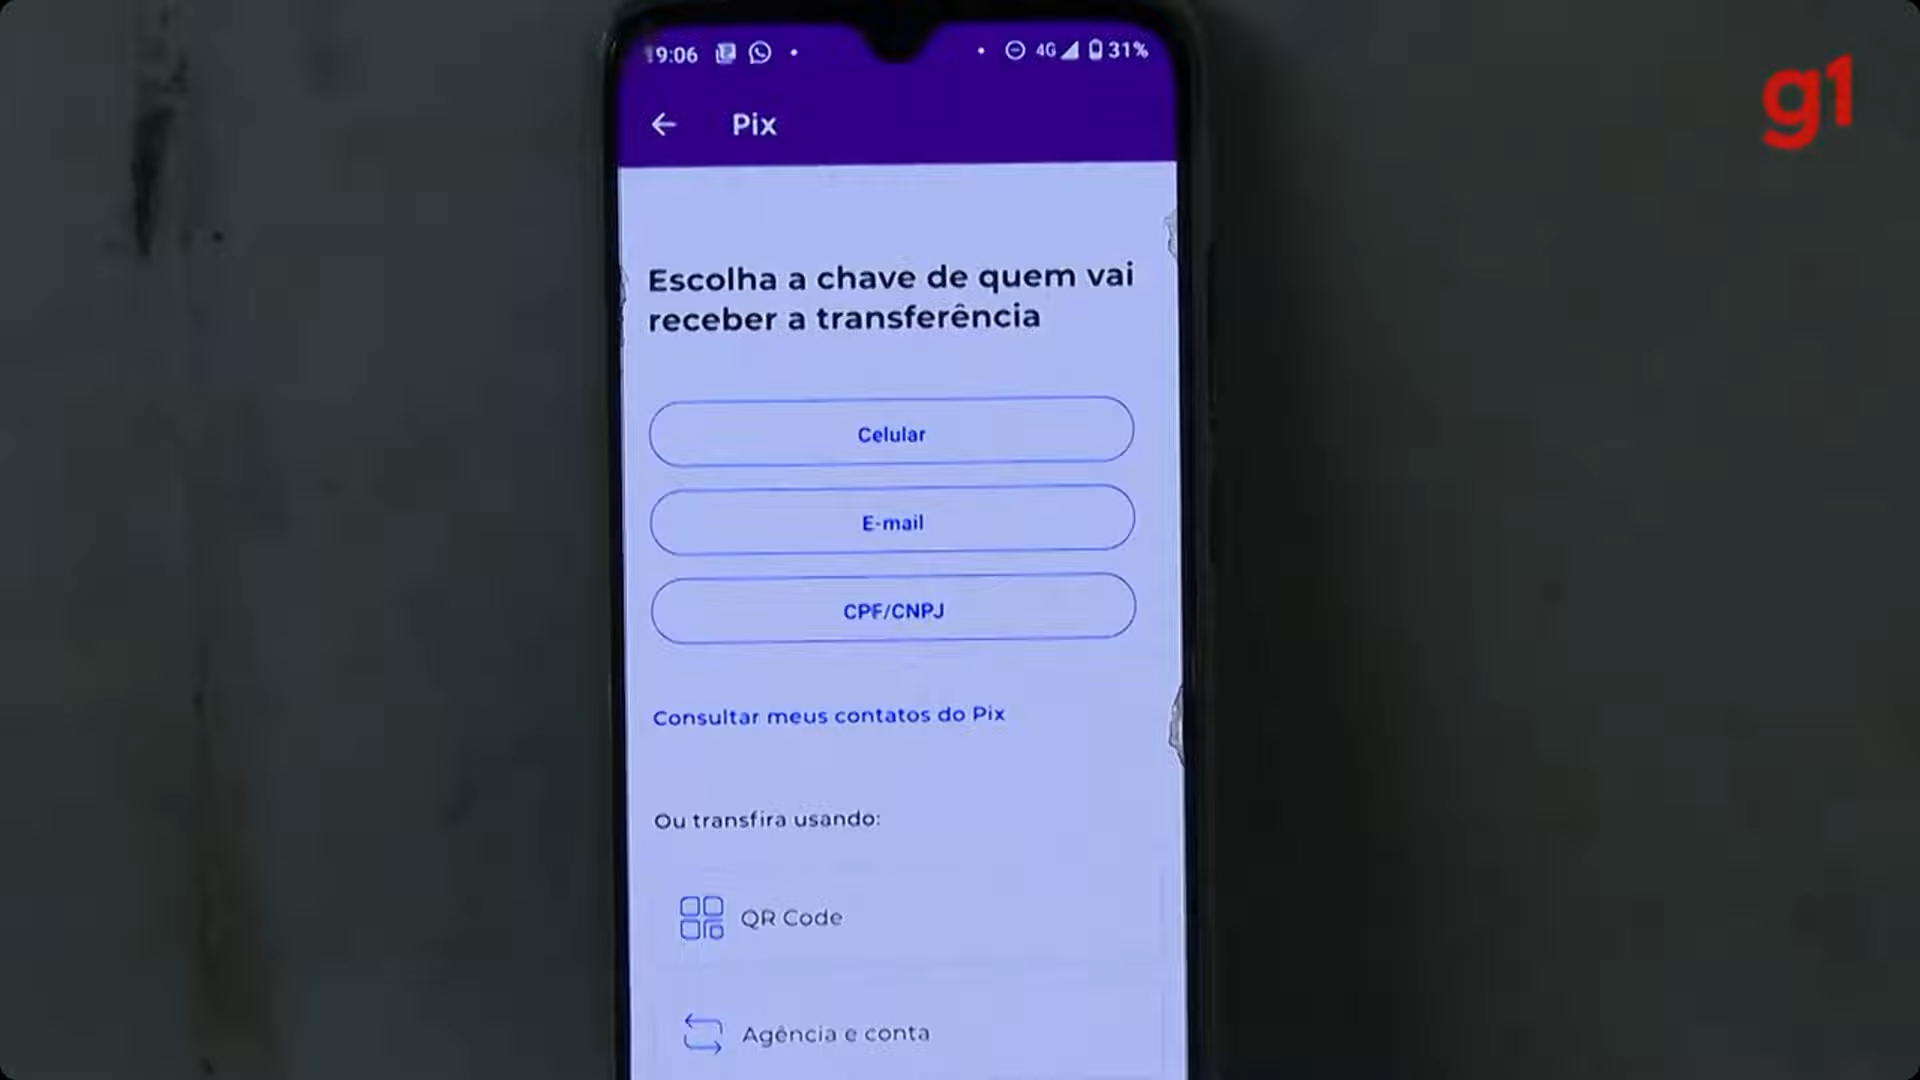 19:06
4G
31%
g1
Pix
Escolha a chave de quem vai
receber a transferência
Celular
E-mail
CPF/CNPJ
Consultar meus contatos do Pix
Ou transfira usando:
QR Code
Agência e conta